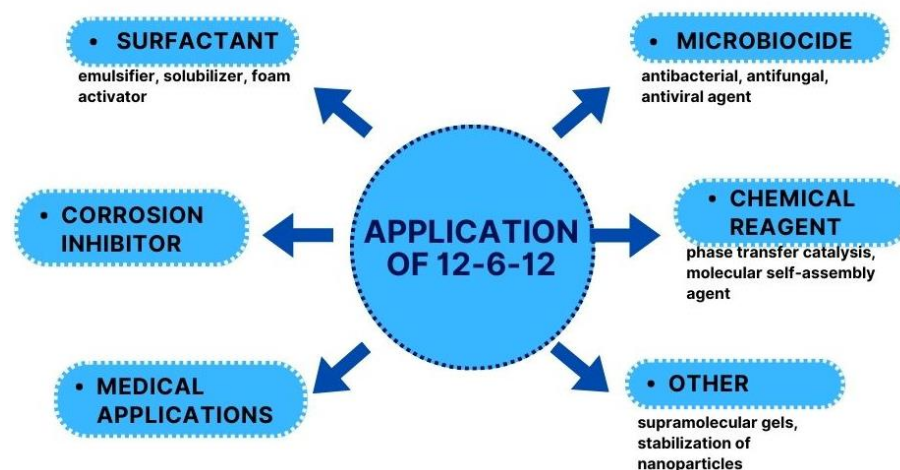 • SURFACTANT
emulsifier, solubilizer, foam
activator
• MICROBIOCIDE
antibacterial, antifungal,
antiviral agent
APPLICATION
OF 12-6-12
• CORROSION
INHIBITOR
• CHEMICAL
REAGENT
phase transfer catalysis,
molecular self-assembly
agent
• MEDICAL
APPLICATIONS
• OTHER
supramolecular gels,
stabilization of
nanoparticles